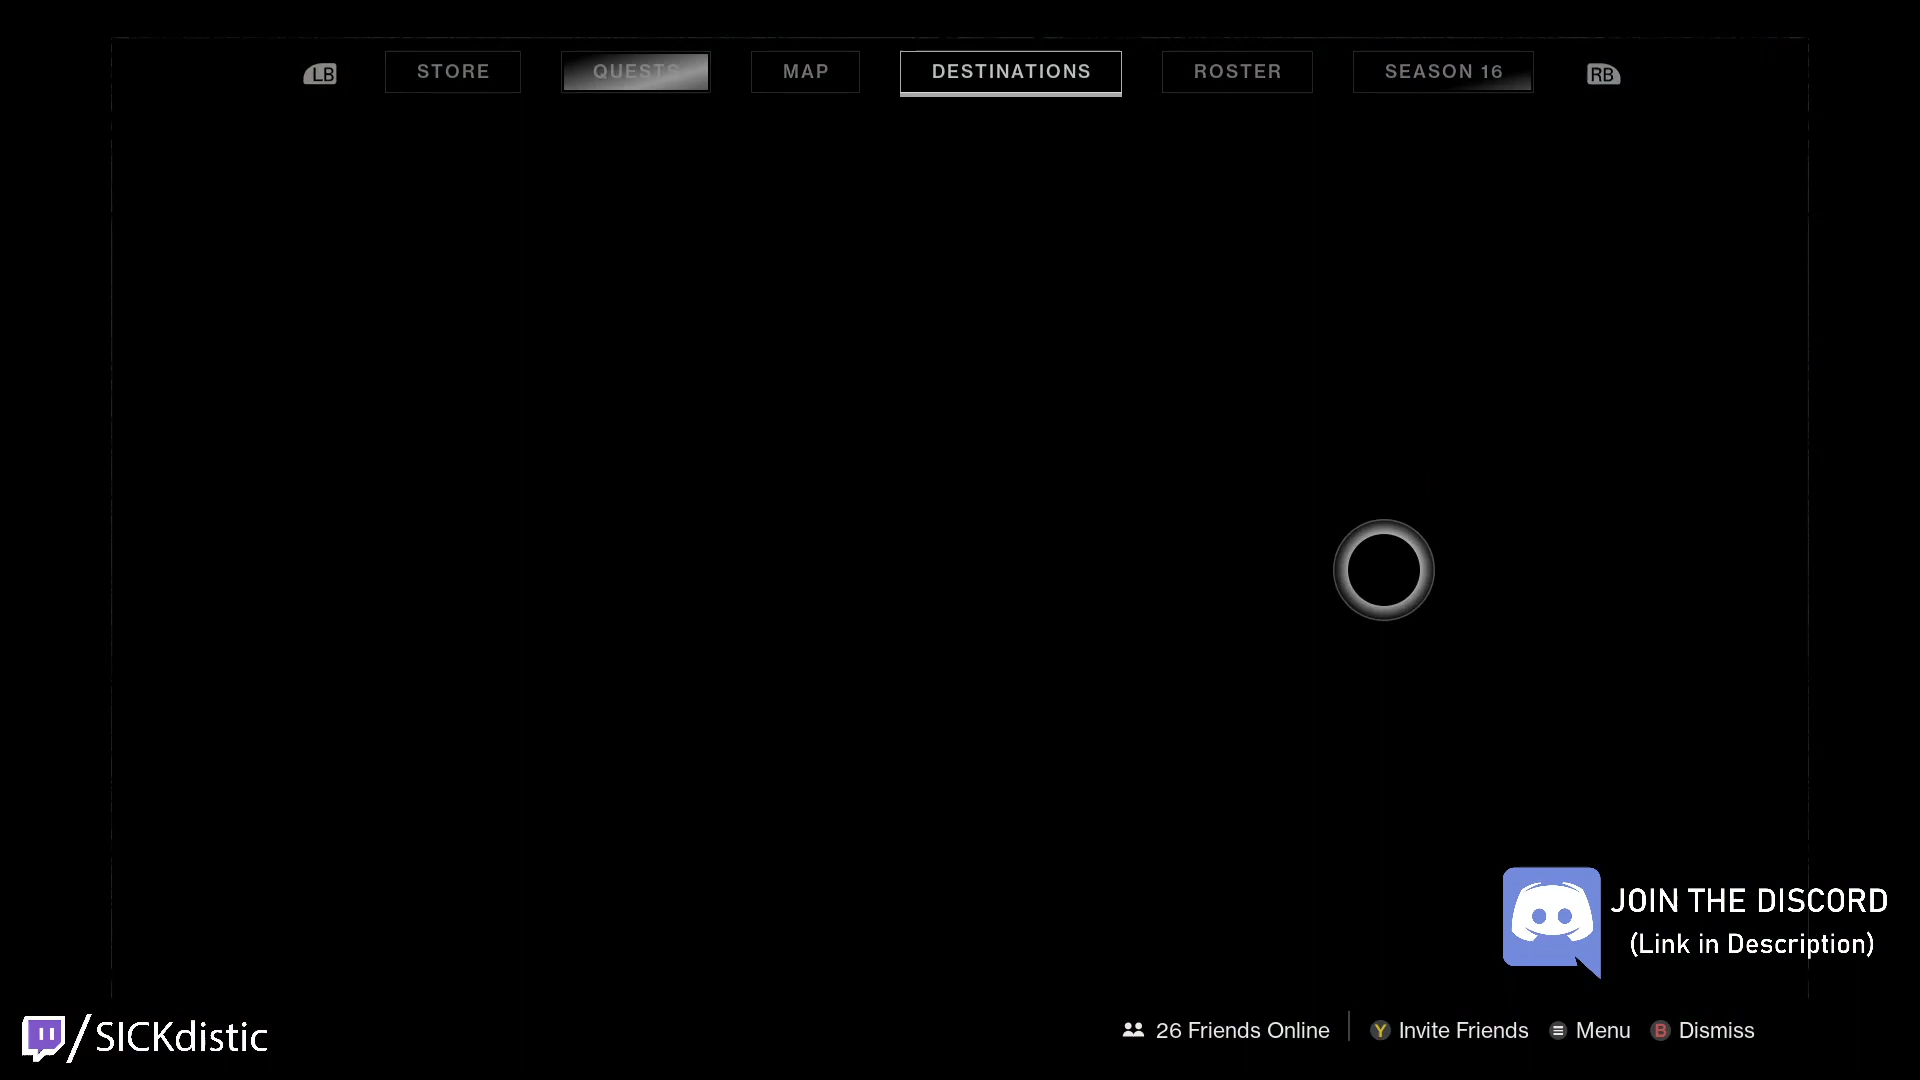 LB
STORE
QUESTS
MAP
DESTINATIONS
ROSTER
SEASON 16
RB
JOIN THE DISCORD
(Link in Description)
/SICKdistic
26 Friends Online
Y Invite Friends
Menu
B Dismiss